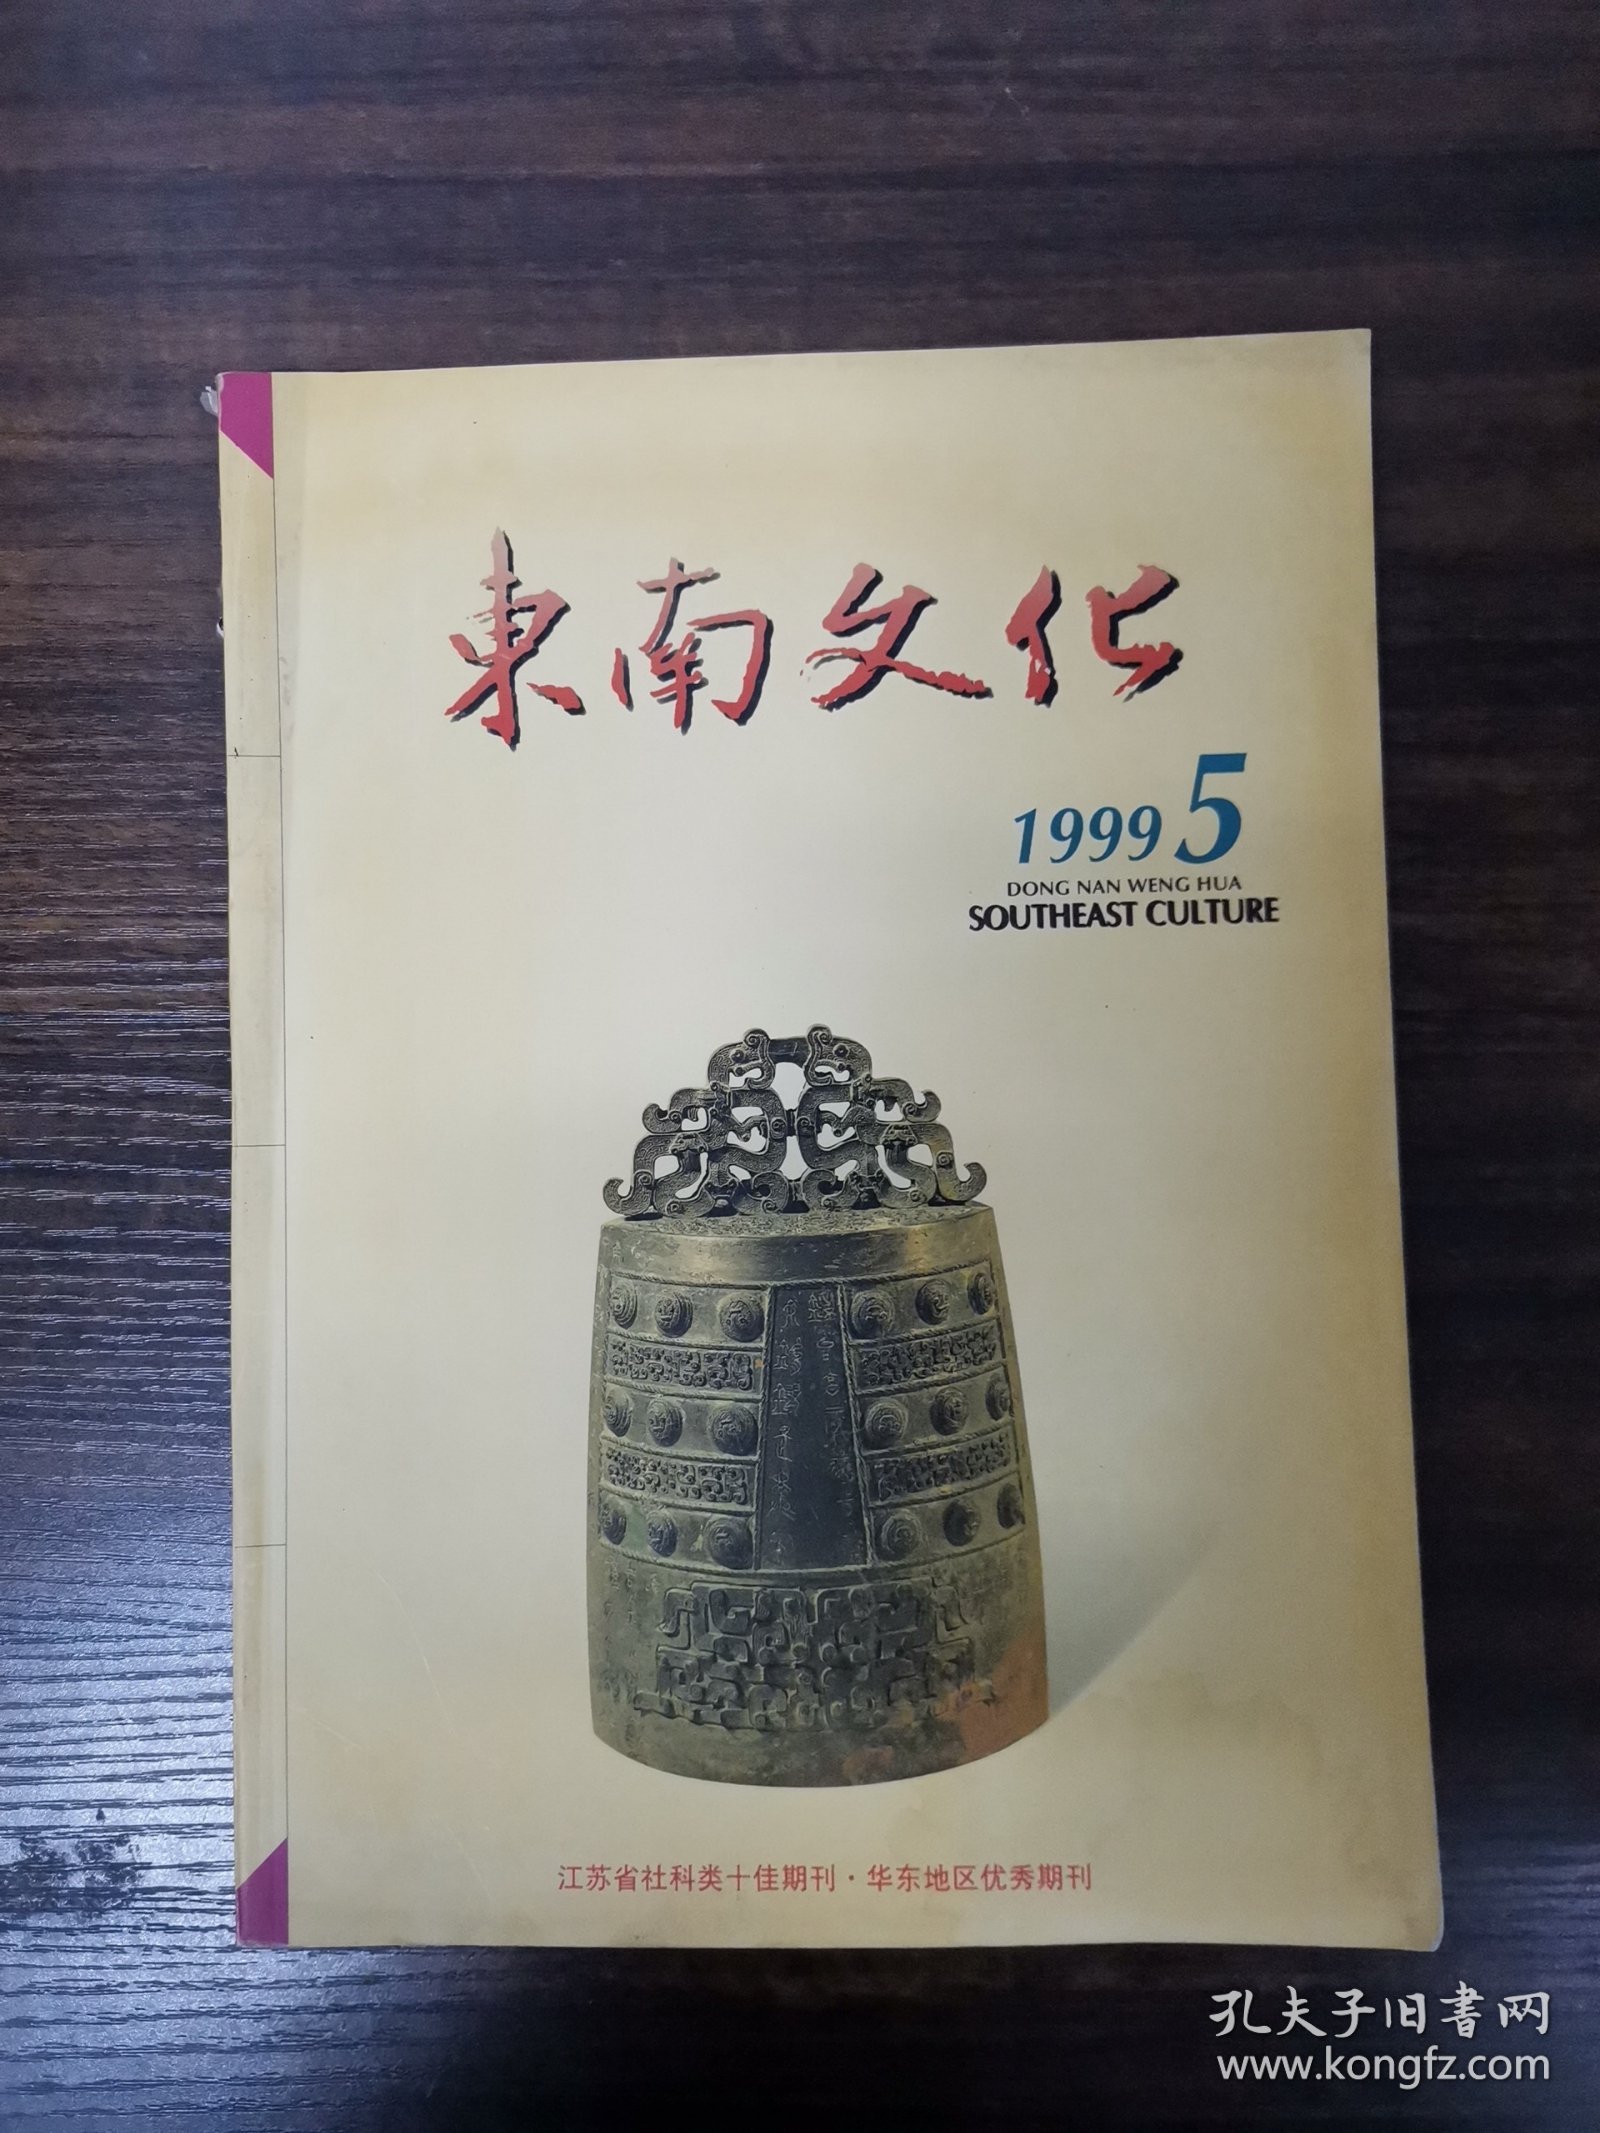 東南文化
1999 5
DONG NAN WENG HUA
SOUTHEAST CULTURE
江苏省社科类十佳期刊·华东地区优秀期刊
孔夫子旧书网
www.kongfz.com